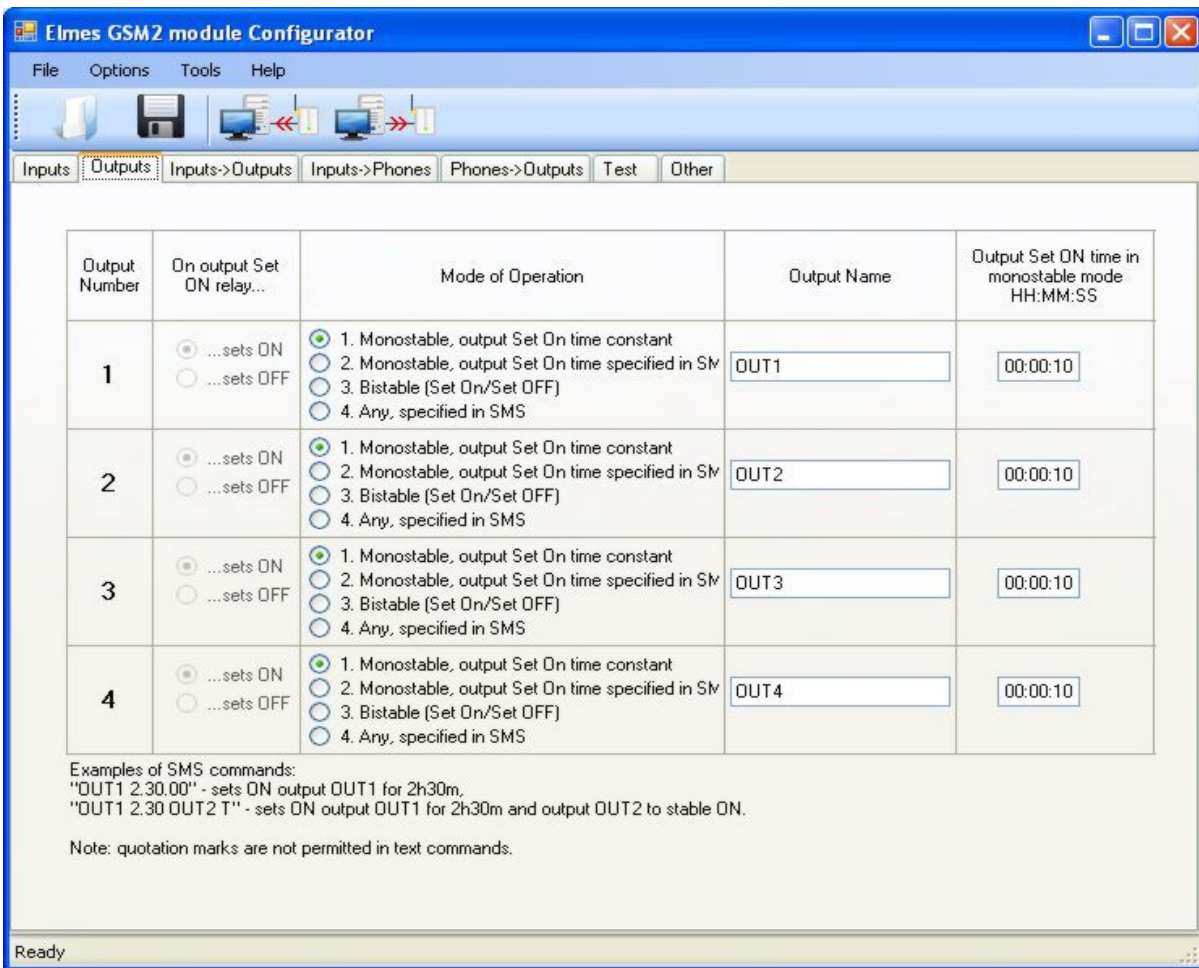 Elmes GSM2 module Configurator
File Options Tools Help
Inputs Outputs Inputs->Outputs Inputs->Phones Phones->Outputs Test Other
Output Number
On output Set ON relay...
Mode of Operation
Output Name
Output Set ON time in monostable mode HH:MM:SS
1
...sets ON
...sets OFF
1. Monostable, output Set On time constant
2. Monostable, output Set On time specified in SM
3. Bistable (Set On/Set OFF)
4. Any, specified in SMS
OUT1
00:00:10
2
...sets ON
...sets OFF
1. Monostable, output Set On time constant
2. Monostable, output Set On time specified in SM
3. Bistable (Set On/Set OFF)
4. Any, specified in SMS
OUT2
00:00:10
3
...sets ON
...sets OFF
1. Monostable, output Set On time constant
2. Monostable, output Set On time specified in SM
3. Bistable (Set On/Set OFF)
4. Any, specified in SMS
OUT3
00:00:10
4
...sets ON
...sets OFF
1. Monostable, output Set On time constant
2. Monostable, output Set On time specified in SM
3. Bistable (Set On/Set OFF)
4. Any, specified in SMS
OUT4
00:00:10
Examples of SMS commands:
"OUT1 2.30.00" - sets ON output OUT1 for 2h30m,
"OUT1 2.30 OUT2 T" - sets ON output OUT1 for 2h30m and output OUT2 to stable ON.
Note: quotation marks are not permitted in text commands.
Ready